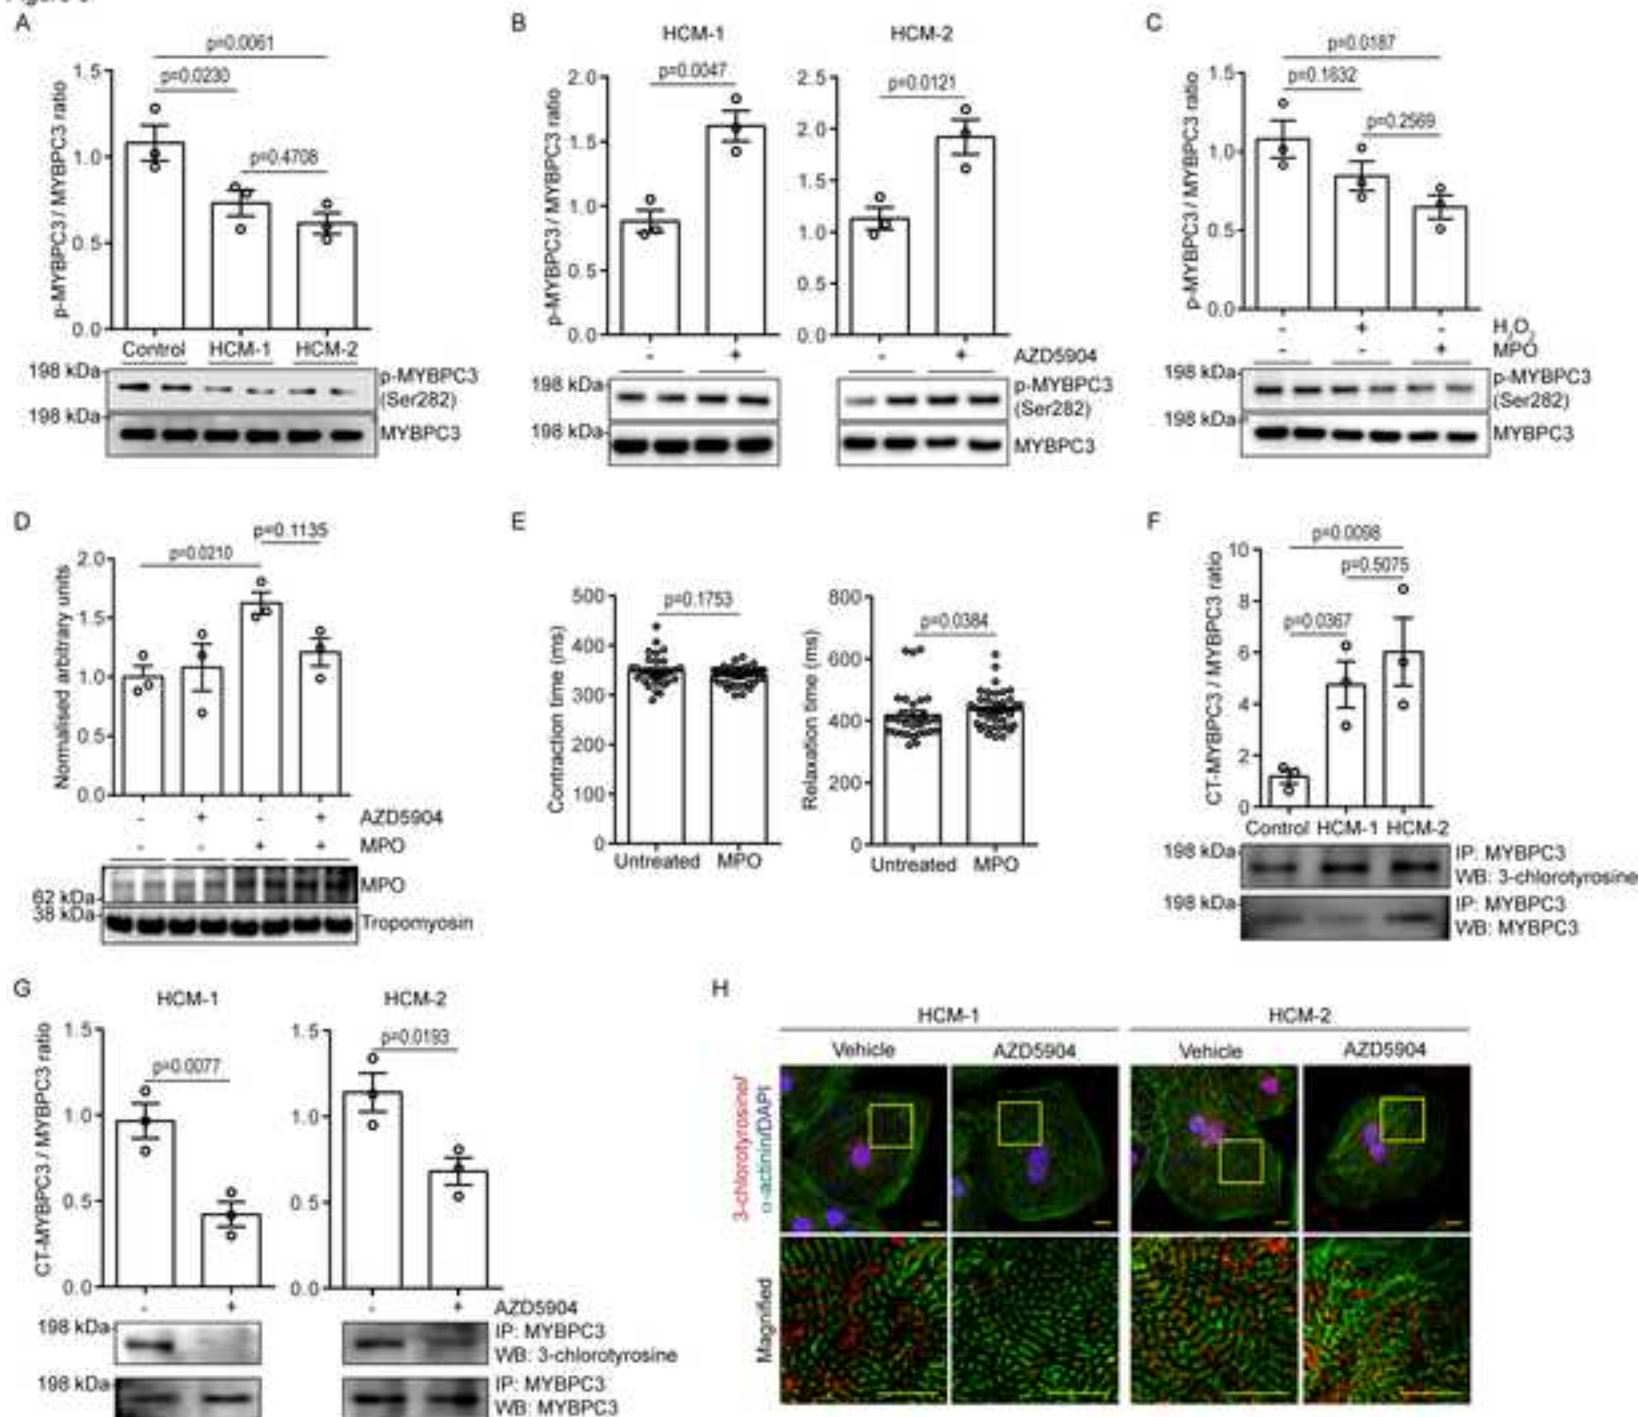 A
p=0.0061
p=0.0230
p=0.4708
p-MYBPC3 / MYBPC3 ratio
1.5
1.0
0.5
0.0
Control HCM-1 HCM-2
198 kDa
p-MYBPC3
(Ser282)
198 kDa
MYBPC3
B
HCM-1 HCM-2
p=0.0047
p=0.0121
p-MYBPC3 / MYBPC3 ratio
2.0
1.5
1.0
0.5
0.0
2.5
2.0
1.5
1.0
0.5
0.0
- + - + AZD5904
198 kDa
198 kDa
p-MYBPC3
(Ser282)
198 kDa
198 kDa
MYBPC3
C
p=0.0187
p=0.1632
p=0.2569
p-MYBPC3 / MYBPC3 ratio
1.5
1.0
0.5
0.0
- + - H2O2
- - + MPO
198 kDa
p-MYBPC3
(Ser282)
198 kDa
MYBPC3
D
p=0.1135
p=0.0210
Normalised arbitrary units
2.0
1.5
1.0
0.5
0.0
- + - + AZD5904
- - + + MPO
MPO
62 kDa
38 kDa
Tropomyosin
E
p=0.1753
Contraction time (ms)
500
400
300
200
100
0
Untreated MPO
p=0.0384
Relaxation time (ms)
800
600
400
200
0
Untreated MPO
F
p=0.0098
p=0.5075
p=0.0367
CT-MYBPC3 / MYBPC3 ratio
10
8
6
4
2
0
Control HCM-1 HCM-2
198 kDa
IP: MYBPC3
WB: 3-chlorotyrosine
198 kDa
IP: MYBPC3
WB: MYBPC3
G
HCM-1 HCM-2
p=0.0077
p=0.0193
CT-MYBPC3 / MYBPC3 ratio
1.5
1.0
0.5
0.0
1.5
1.0
0.5
0.0
- + - + AZD5904
198 kDa
IP: MYBPC3
WB: 3-chlorotyrosine
198 kDa
IP: MYBPC3
WB: MYBPC3
H
HCM-1 HCM-2
Vehicle AZD5904 Vehicle AZD5904
3-chlorotyrosine/
α-actinin/DAPI
Magnified